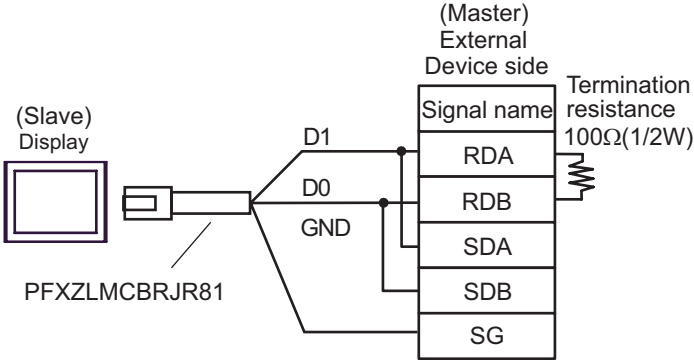 (Master)
External
Device side
Termination
resistance
100Ω(1/2W)
(Slave)
Display
Signal name
D1
RDA
D0
RDB
GND
SDA
PFXZLMCBRJR81
SDB
SG